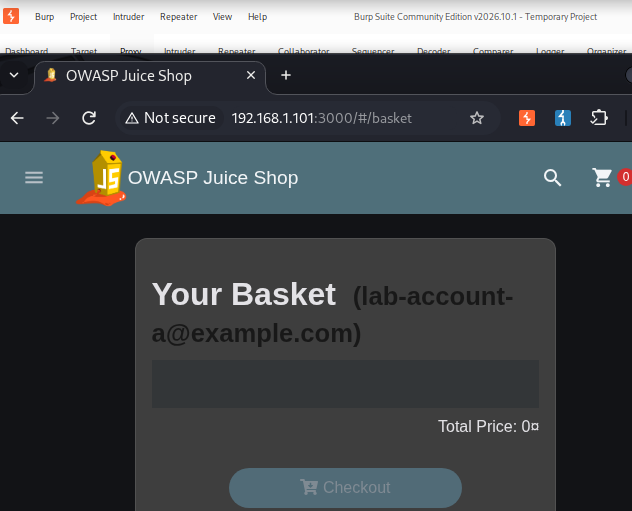 Burp Project Intruder Repeater View Help Burp Suite Community Edition v2026.10.1 - Temporary Project
Dashboard Target Proxy Intruder Repeater Collaborator Sequencer Decoder Comparer Logger Organizer
OWASP Juice Shop
Not secure 192.168.1.101:3000/#/basket
JS OWASP Juice Shop 0
Your Basket (lab-account-
a@example.com)
Total Price: 0¤
Checkout